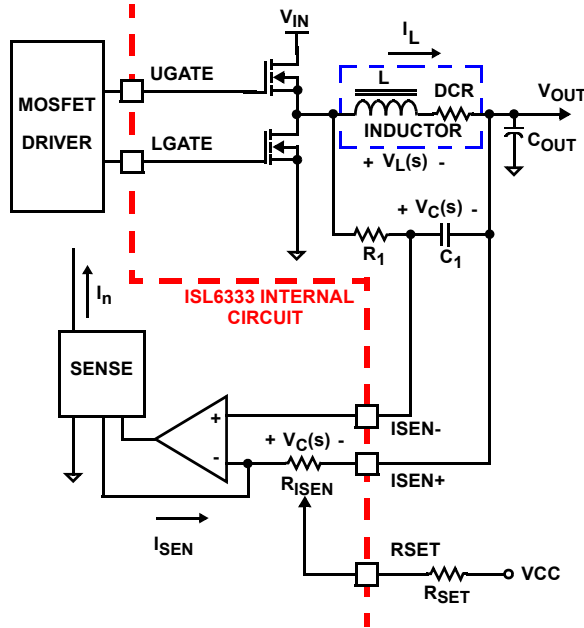 V_IN
I_L
UGATE
L
DCR
V_OUT
MOSFET
DRIVER
INDUCTOR
C_OUT
LGATE
+ V_L(s) -
+ V_C(s) -
R_1
C_1
I_n
ISL6333 INTERNAL
CIRCUIT
SENSE
+
ISEN-
+ V_C(s) -
-
R_ISEN
ISEN+
I_SEN
RSET
VCC
R_SET